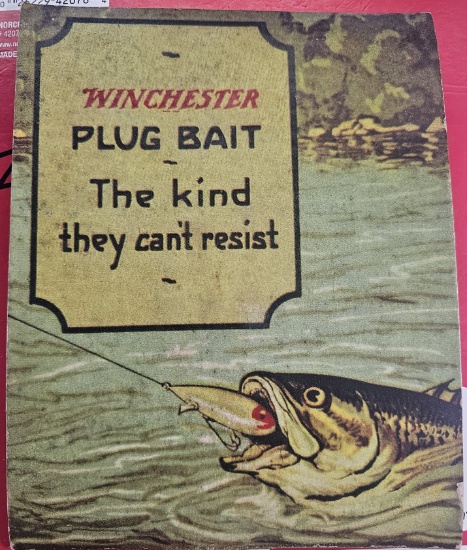 WINCHESTER
PLUG BAIT
-
The kind
they can't resist
-